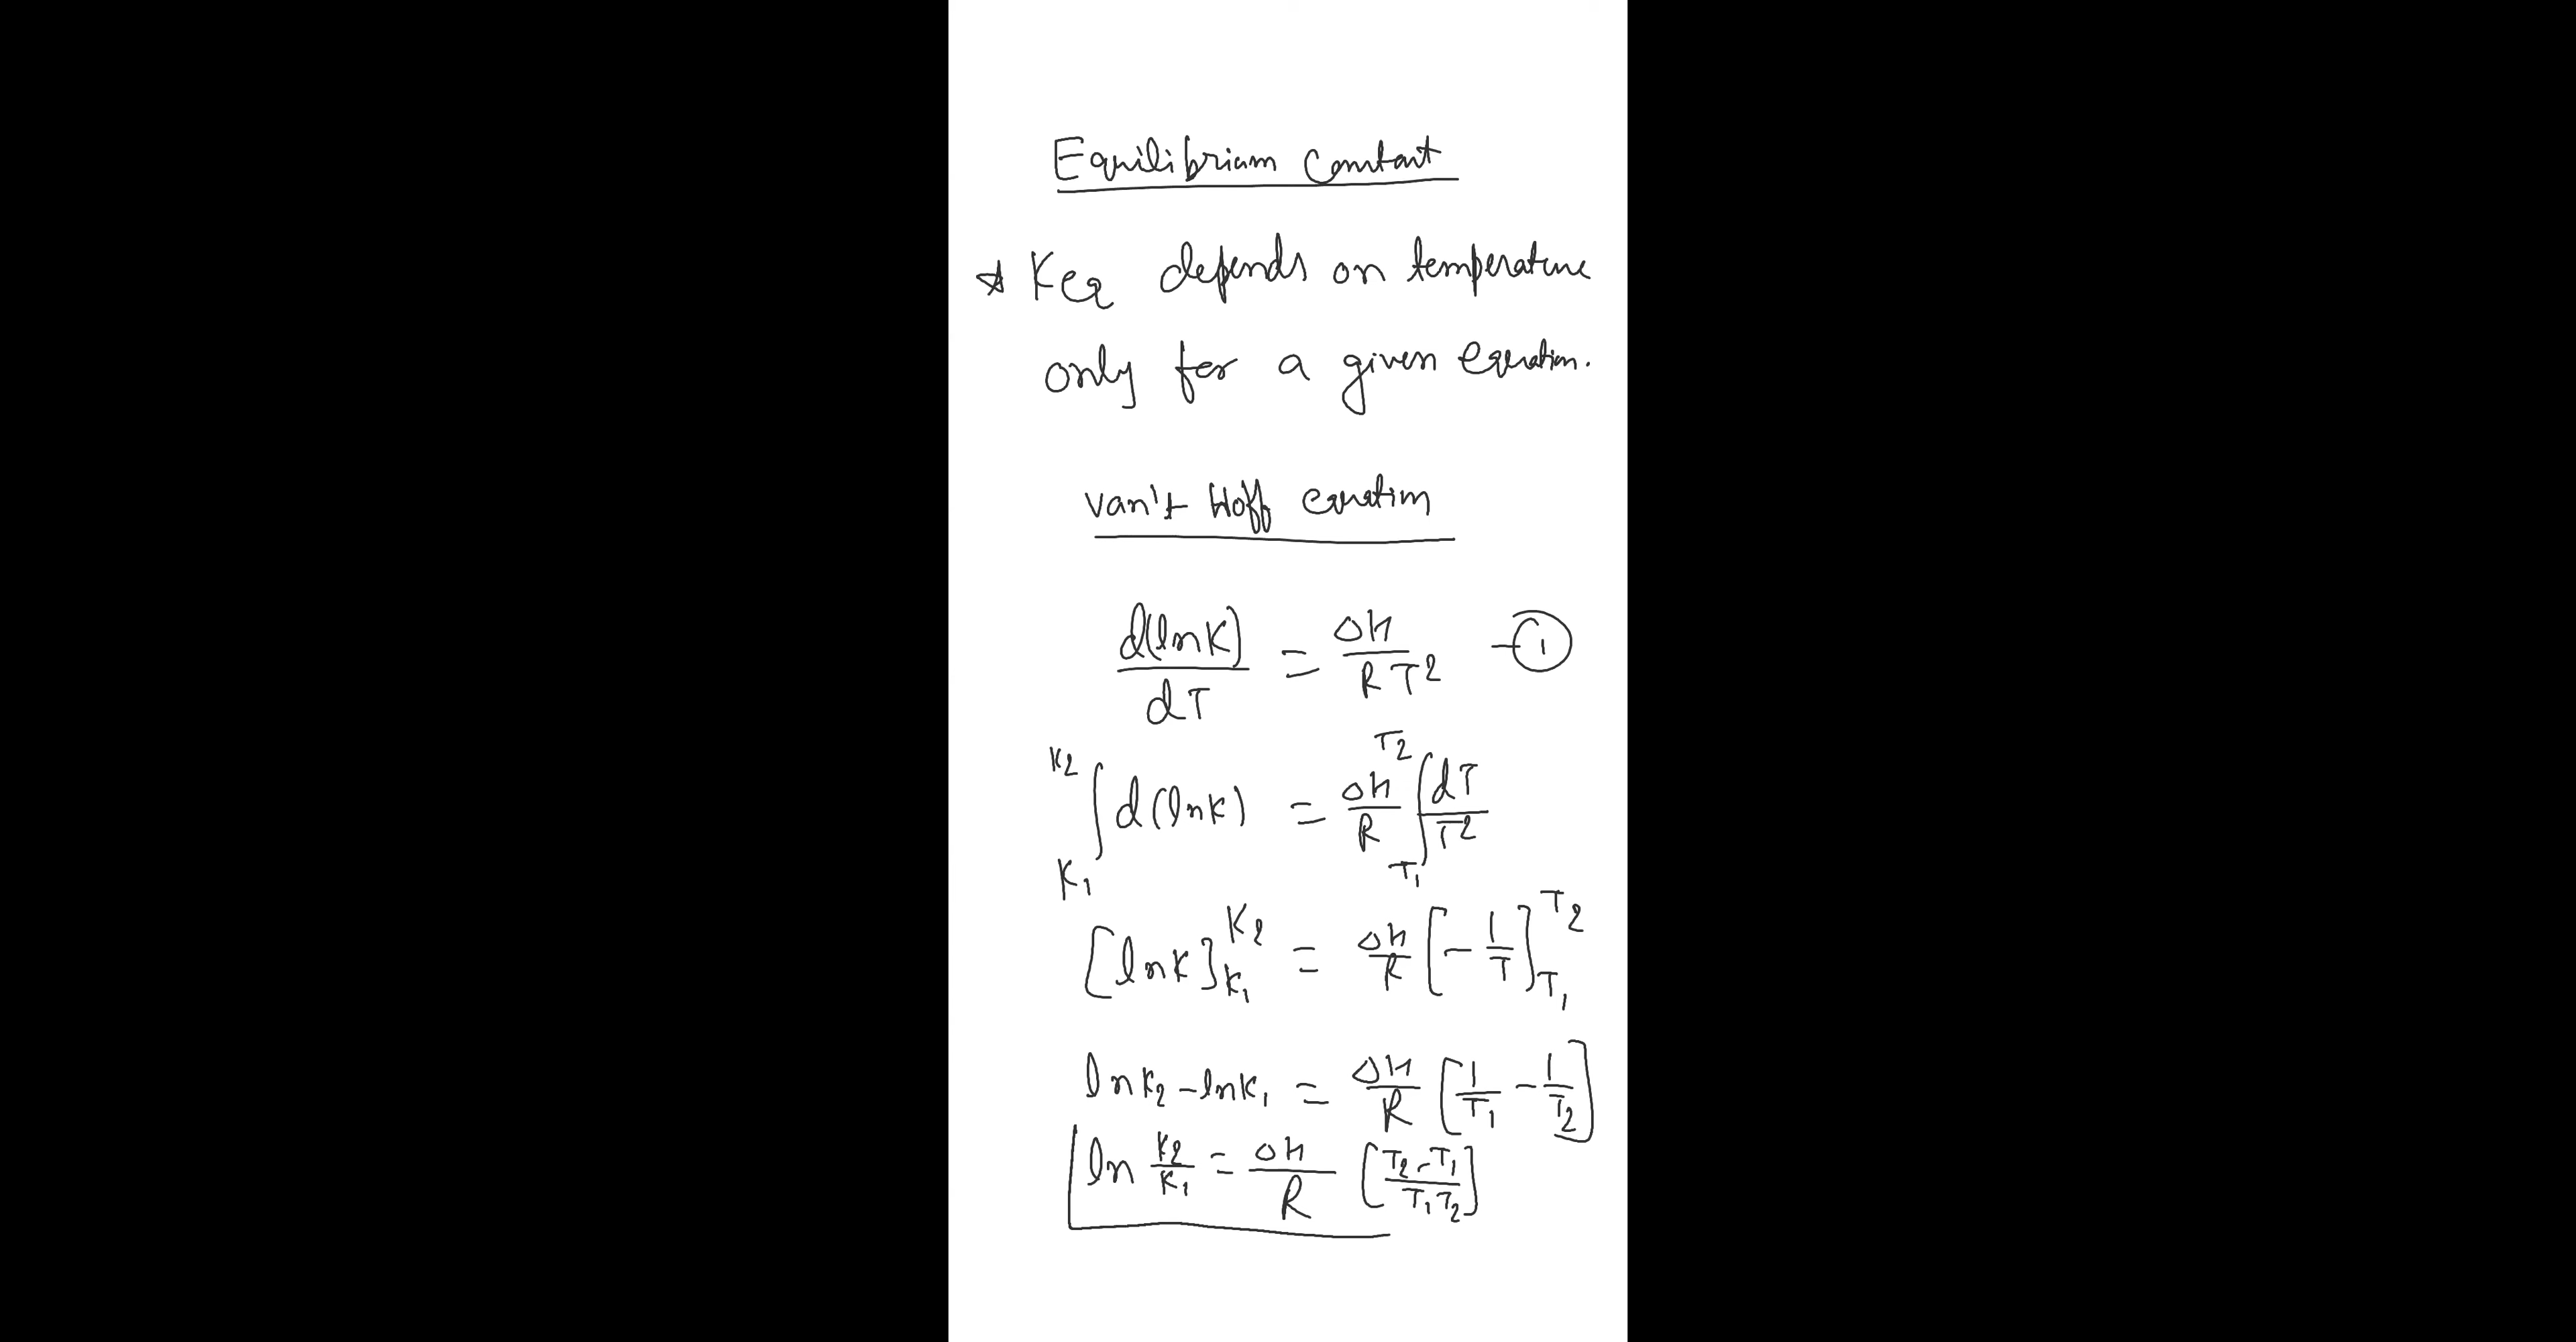 Equilibrium Constant
* Keq depends on temperature
only for a given equation.
Van't Hoff equation
d(lnK)/dT = ΔH/RT² -①
∫_{K1}^{K2} d(lnK) = ΔH/R ∫_{T1}^{T2} dT/T²
[lnK]_{K1}^{K2} = ΔH/R [-1/T]_{T1}^{T2}
lnK2 - lnK1 = ΔH/R [1/T1 - 1/T2]
ln K2/K1 = ΔH/R [T2-T1/T1T2]